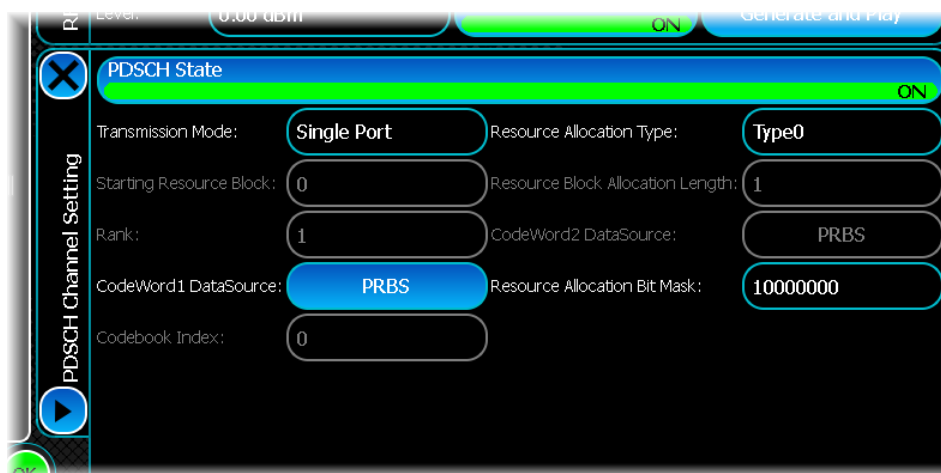 Level:
0.00 dBm
ON
Generate and Play
PDSCH Channel Setting
PDSCH State
ON
Transmission Mode:
Single Port
Resource Allocation Type:
Type0
Starting Resource Block:
0
Resource Block Allocation Length:
1
Rank:
1
CodeWord2 DataSource:
PRBS
CodeWord1 DataSource:
PRBS
Resource Allocation Bit Mask:
10000000
Codebook Index:
0
OK